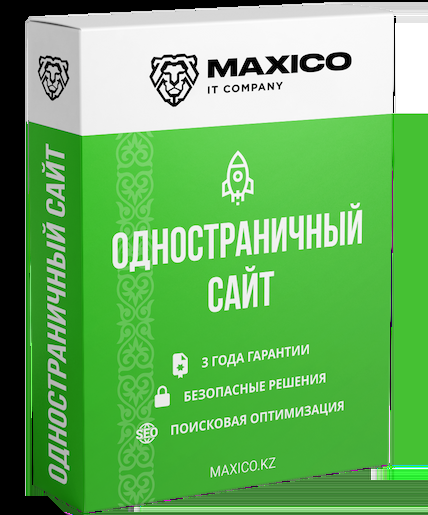 MAXICO
IT COMPANY
ОДНОСТРАНИЧНЫЙ САЙТ
ОДНОСТРАНИЧНЫЙ
САЙТ
3 ГОДА ГАРАНТИИ
БЕЗОПАСНЫЕ РЕШЕНИЯ
SEO
ПОИСКОВАЯ ОПТИМИЗАЦИЯ
MAXICO.KZ